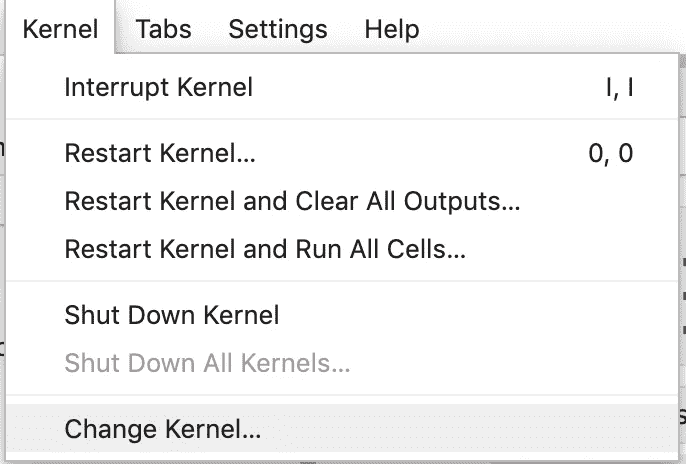 Kernel Tabs Settings Help
Interrupt Kernel I, I
Restart Kernel... 0, 0
Restart Kernel and Clear All Outputs...
Restart Kernel and Run All Cells...
Shut Down Kernel
Shut Down All Kernels...
Change Kernel...